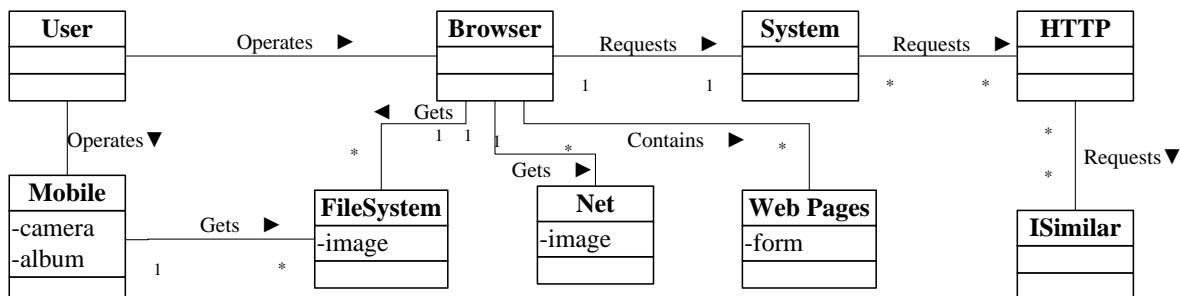 User
Browser
System
HTTP
Operates ►
Requests ►
Requests ►
1
1
*
*
◄ Gets
1
1
1
*
*
Contains ►
*
Operates▼
Gets ►
*
*
Requests▼
Mobile
-camera
-album
Gets ►
1
*
FileSystem
-image
Net
-image
Web Pages
-form
ISimilar